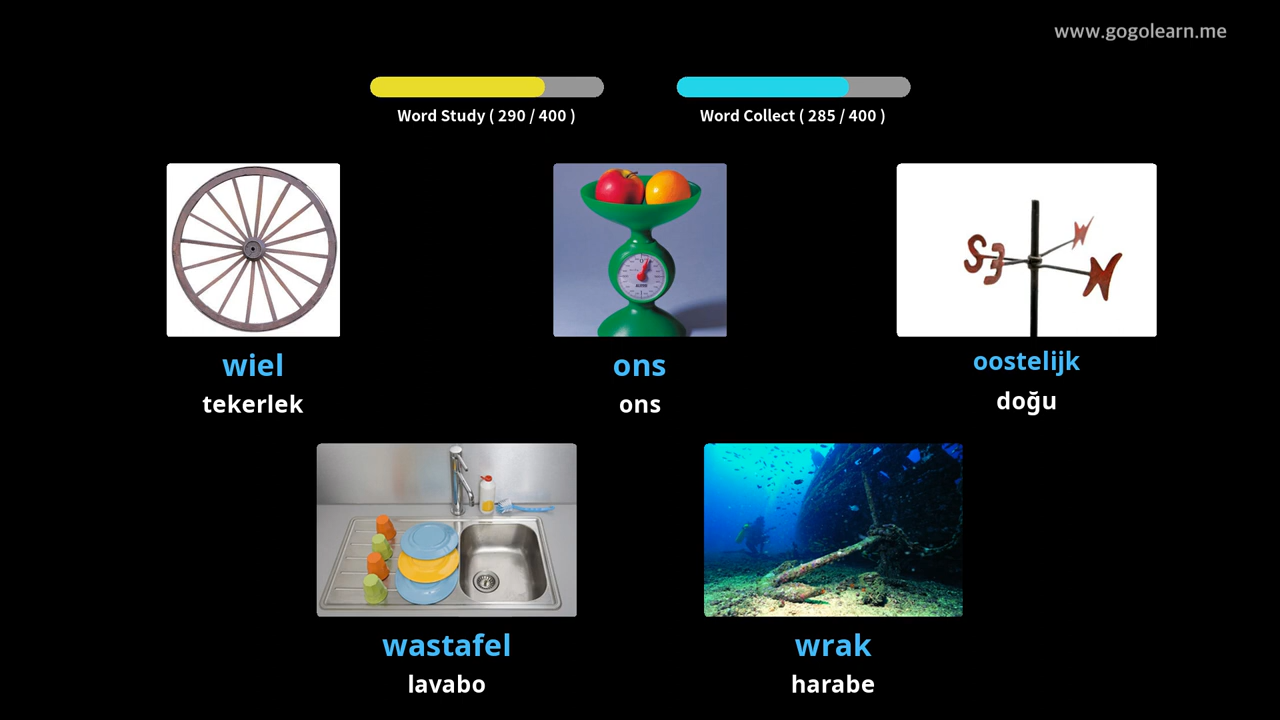 www.gogolearn.me
Word Study ( 290 / 400 )
Word Collect ( 285 / 400 )
wiel
tekerlek
ons
ons
oostelijk
doğu
wastafel
lavabo
wrak
harabe